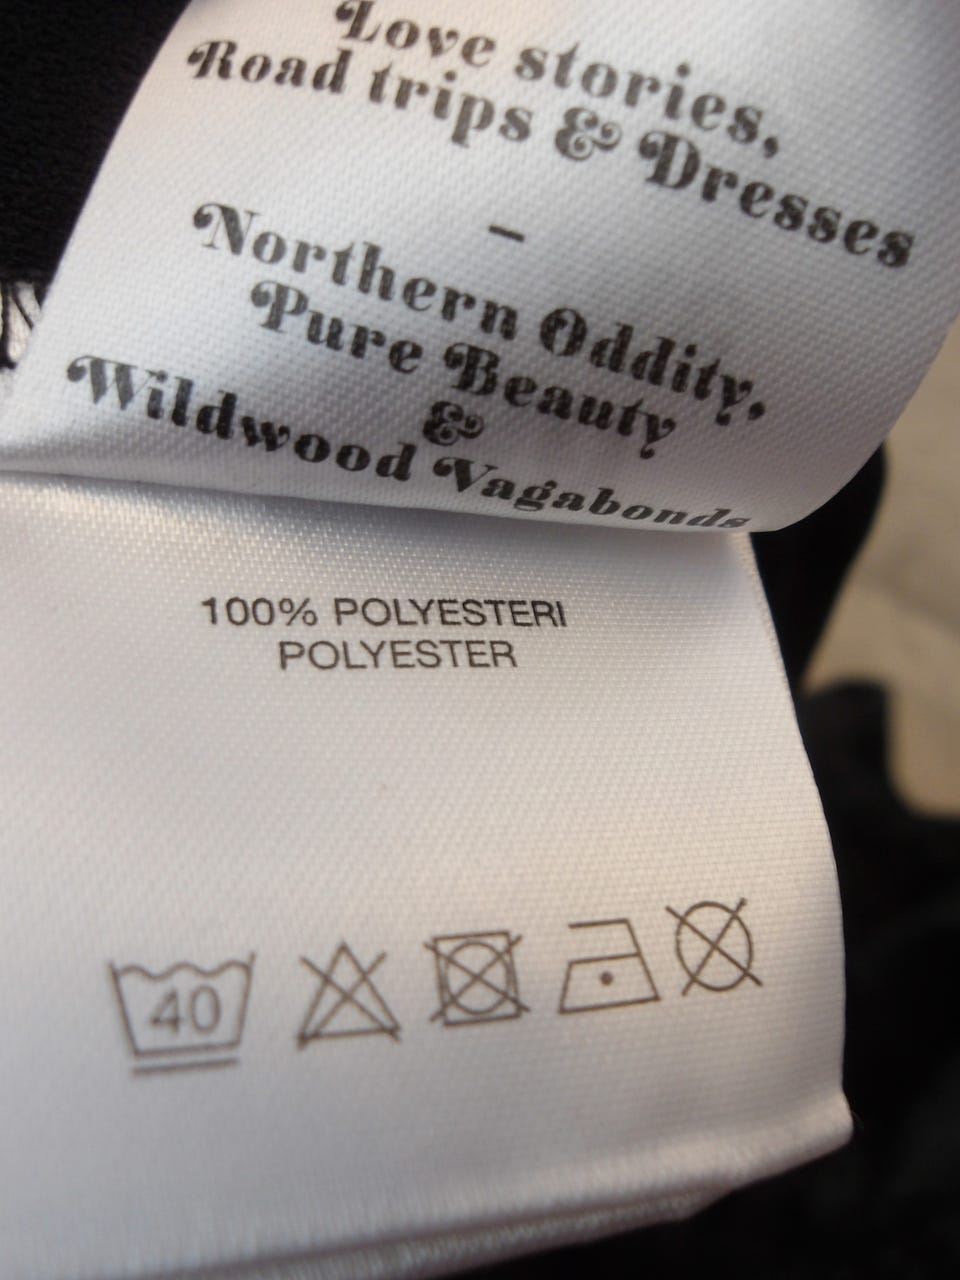 Love stories,
Road trips & Dresses
–
Northern Oddity,
Pure Beauty
&
Wildwood Vagabonds
100% POLYESTERI
POLYESTER
40